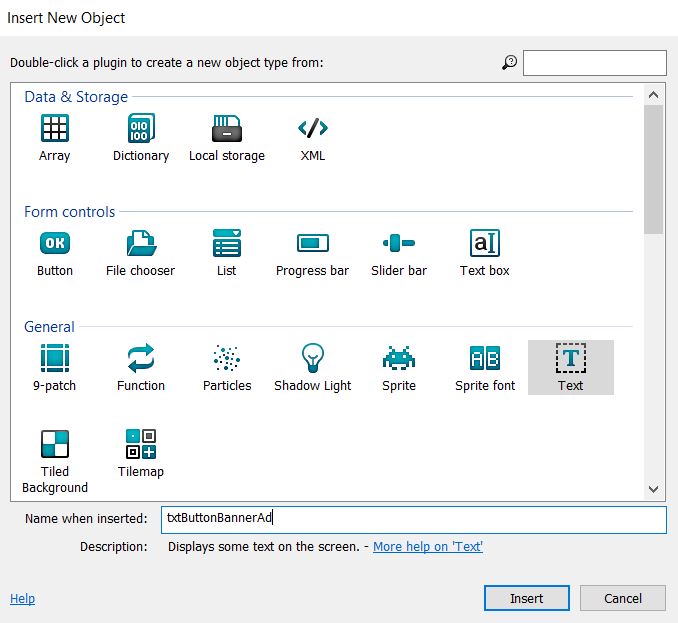 Insert New Object
Double-click a plugin to create a new object type from:
Data & Storage
Array Dictionary Local storage XML
Form controls
OK aI
Button File chooser List Progress bar Slider bar Text box
General
AB T
9-patch Function Particles Shadow Light Sprite Sprite font Text
Tiled Background Tilemap
Name when inserted: txtButtonBannerAd
Description: Displays some text on the screen. - More help on 'Text'
Help Insert Cancel